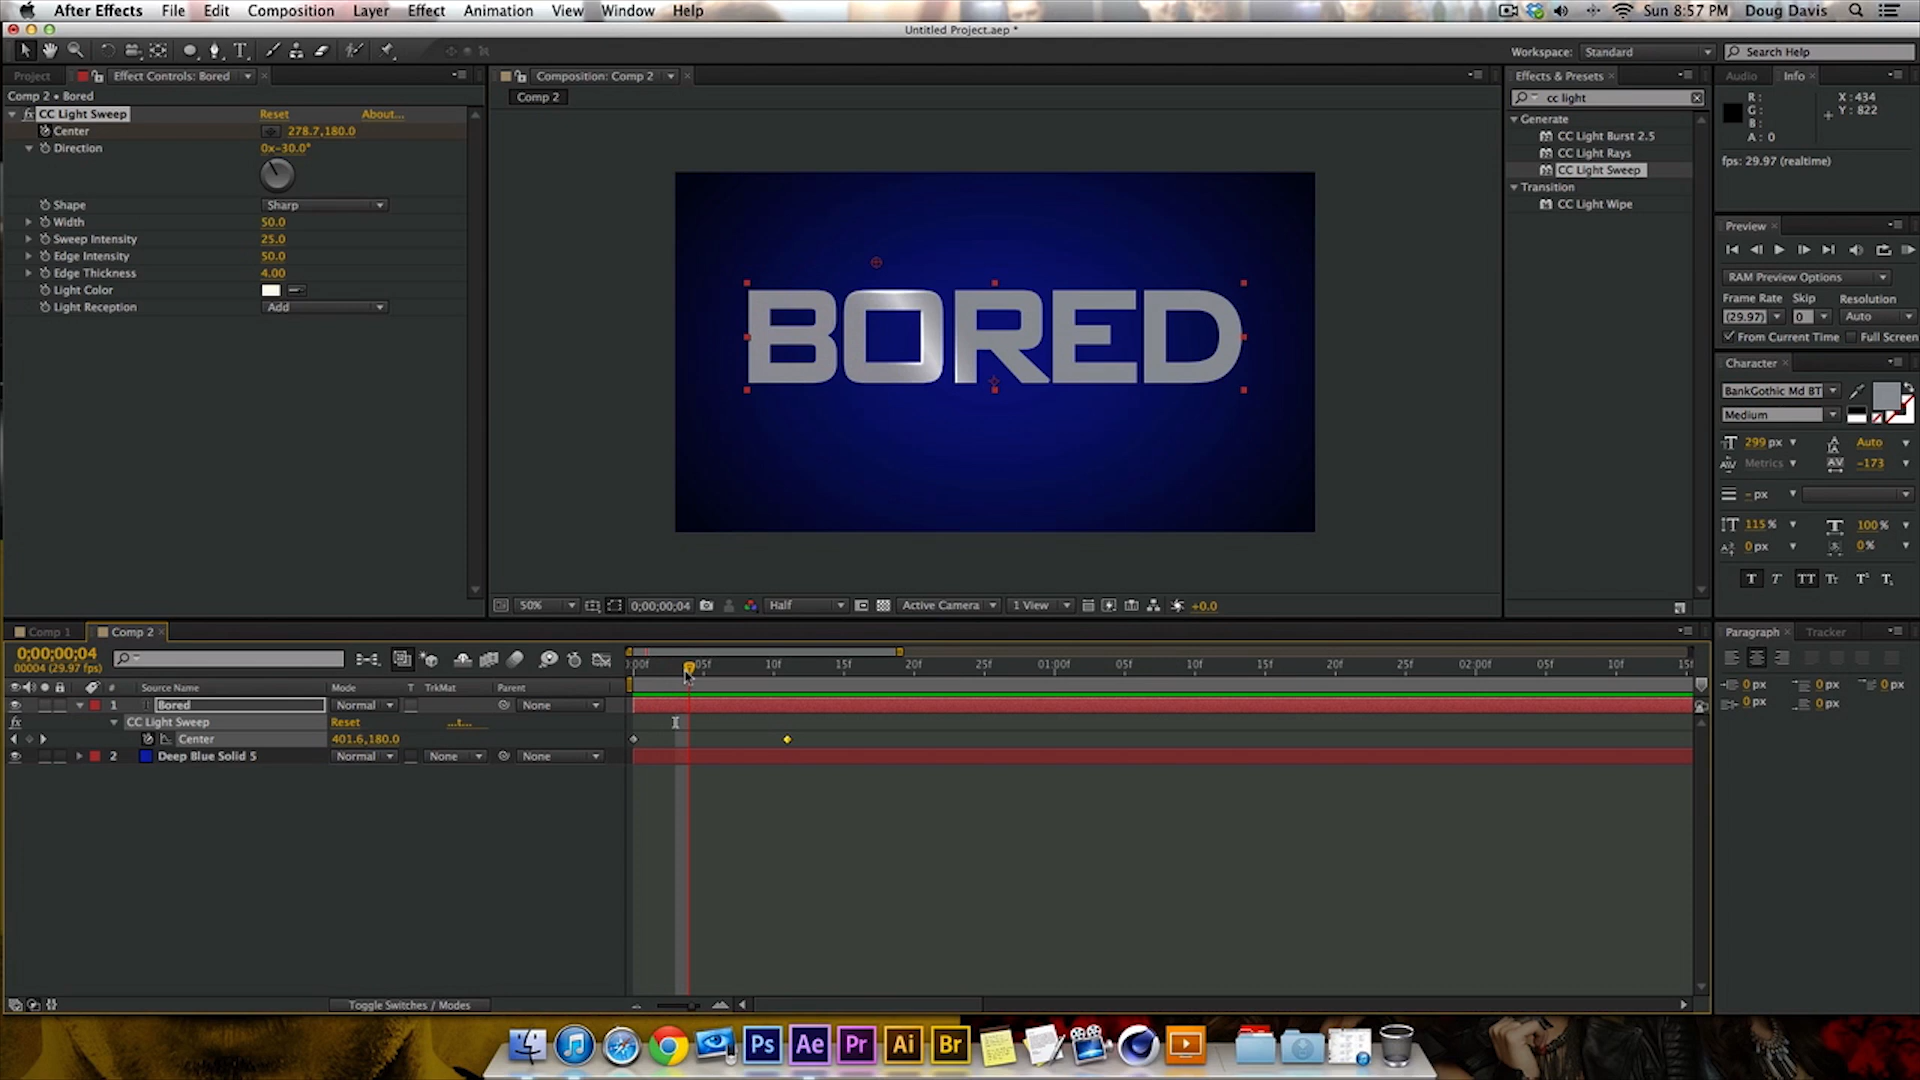 After Effects File Edit Composition Layer Effect Animation View Window Help Sun 8:57 PM Doug Davis
Untitled Project.aep *
Workspace: Standard Search Help
Project Effect Controls: Bored Composition: Comp 2 Effects & Presets Audio Info
Comp 2 • Bored
Comp 2
cc light
CC Light Sweep Reset About...
Center 278.7,180.0
Direction 0x-30.0°
Shape Sharp
Width 50.0
Sweep Intensity 25.0
Edge Intensity 50.0
Edge Thickness 4.00
Light Color
Light Reception Add
BORED
50% 0;00;00;04 Half Active Camera 1 View +0.0
Generate
CC Light Burst 2.5
CC Light Rays
CC Light Sweep
Transition
CC Light Wipe
R: X: 434
G: Y: 822
B:
A: 0
fps: 29.97 (realtime)
Preview
RAM Preview Options
Frame Rate Skip Resolution
(29.97) 0 Auto
From Current Time Full Screen
Character
BankGothic Md BT
Medium
299 px Auto
Metrics -173
- px
115 % 100 %
0 px 0 %
T T TT Tr T¹ T₁
Comp 1 Comp 2 Paragraph Tracker
0;00;00;04
00004 (29.97 fps)
):00f 05f 10f 15f 20f 25f 01:00f 05f 10f 15f 20f 25f 02:00f 05f 10f 15
# Source Name Mode T TrkMat Parent
1 Bored Normal None
fx CC Light Sweep Reset ...t...
Center 401.6,180.0
2 Deep Blue Solid 5 Normal None None
0 px 0 px 0 px
0 px 0 px
Toggle Switches / Modes
Ps Ae Pr Ai Br